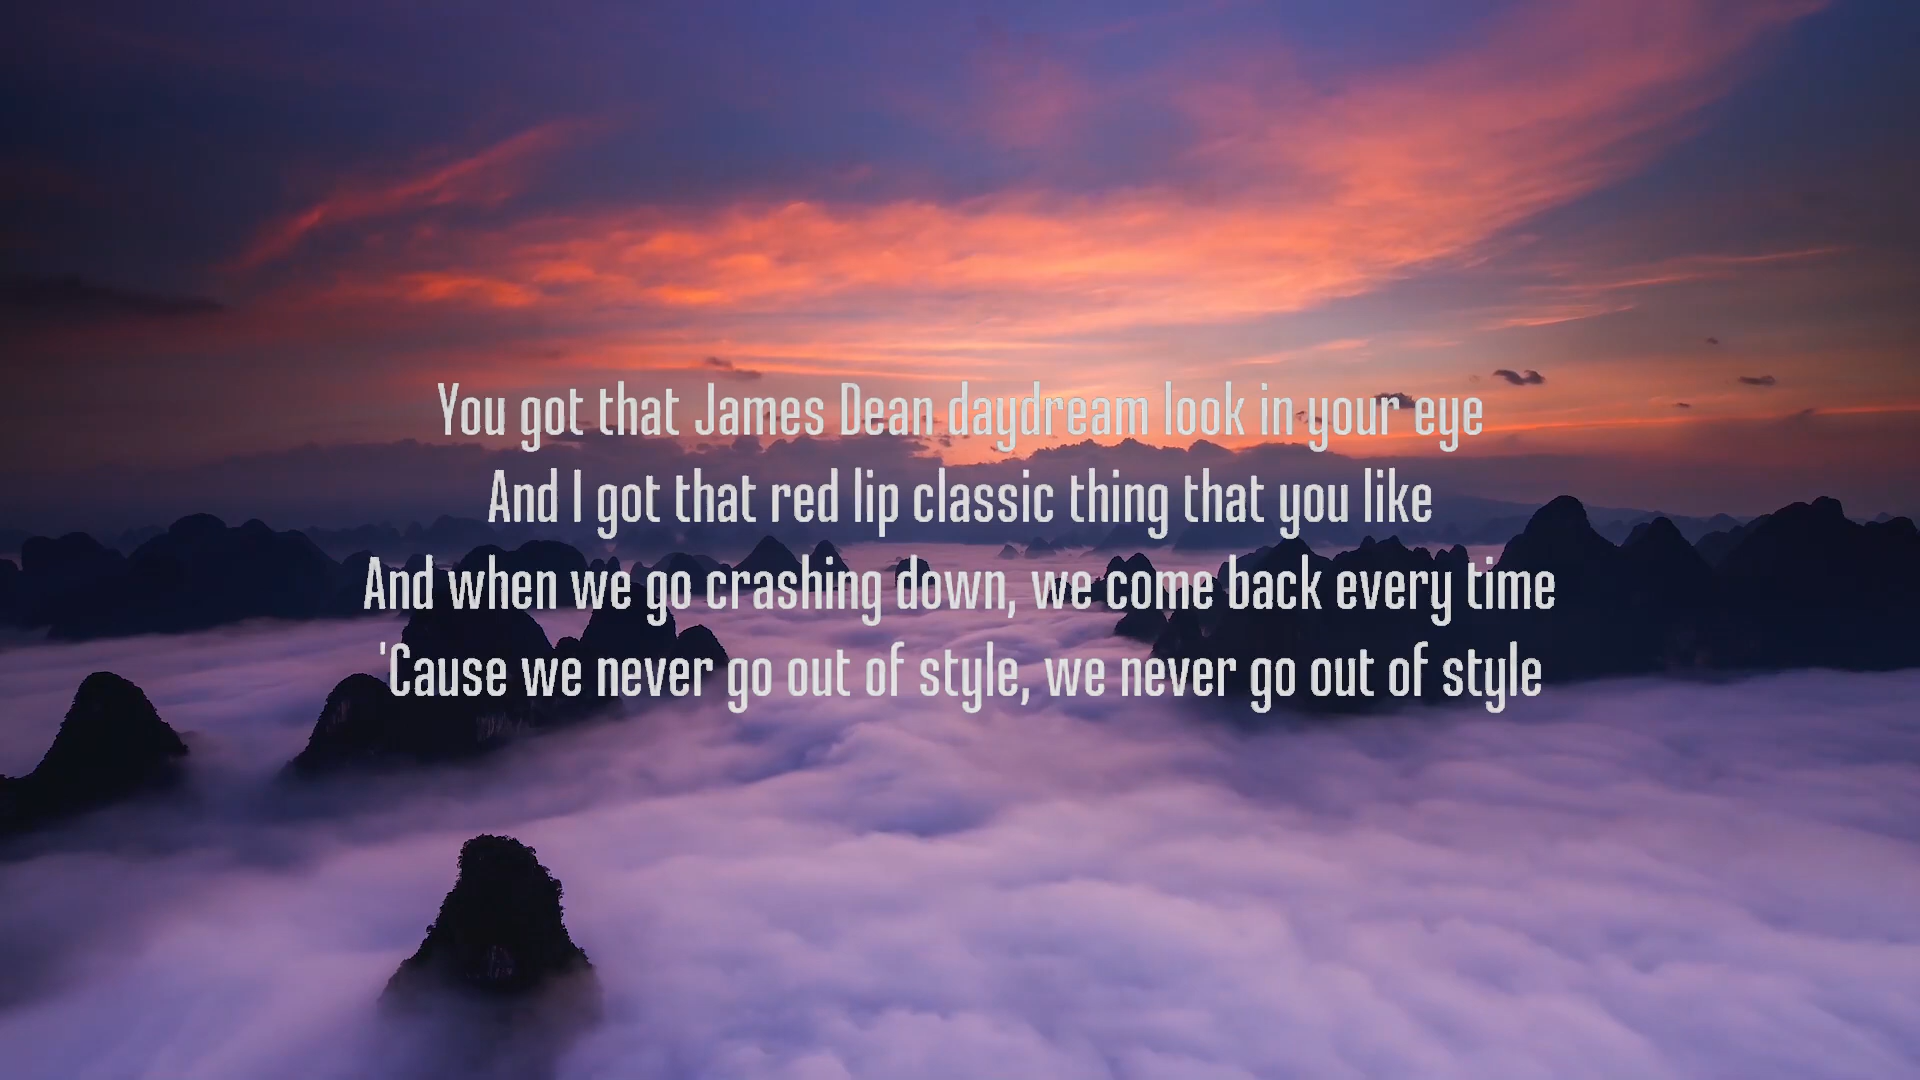 You got that James Dean daydream look in your eye
And I got that red lip classic thing that you like
And when we go crashing down, we come back every time
'Cause we never go out of style, we never go out of style